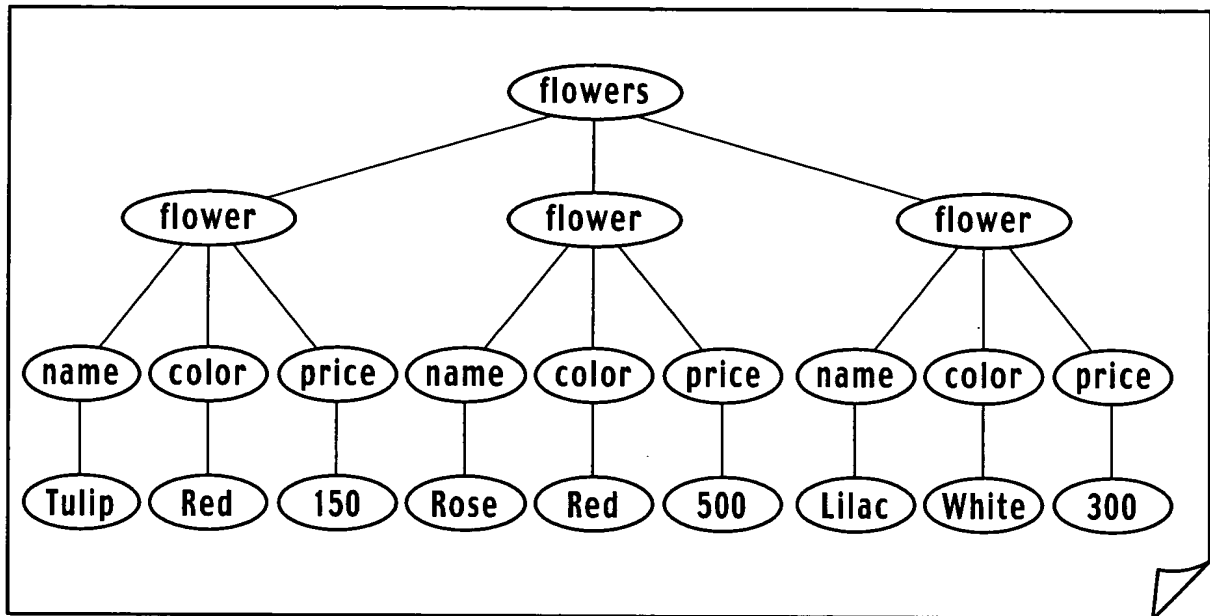 flowers
flower flower flower
name color price name color price name color price
Tulip Red 150 Rose Red 500 Lilac White 300